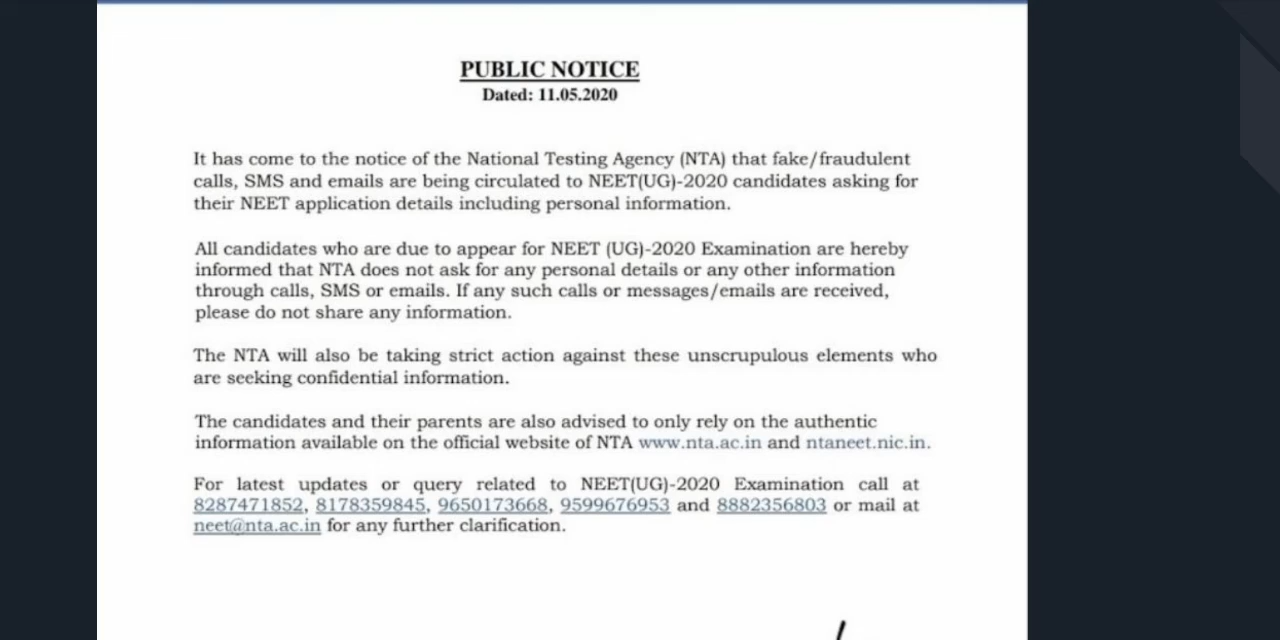 PUBLIC NOTICE
Dated: 11.05.2020
It has come to the notice of the National Testing Agency (NTA) that fake/fraudulent
calls, SMS and emails are being circulated to NEET(UG)-2020 candidates asking for
their NEET application details including personal information.
All candidates who are due to appear for NEET (UG)-2020 Examination are hereby
informed that NTA does not ask for any personal details or any other information
through calls, SMS or emails. If any such calls or messages/emails are received,
please do not share any information.
The NTA will also be taking strict action against these unscrupulous elements who
are seeking confidential information.
The candidates and their parents are also advised to only rely on the authentic
information available on the official website of NTA www.nta.ac.in and ntaneet.nic.in.
For latest updates or query related to NEET(UG)-2020 Examination call at
8287471852, 8178359845, 9650173668, 9599676953 and 8882356803 or mail at
neet@nta.ac.in for any further clarification.